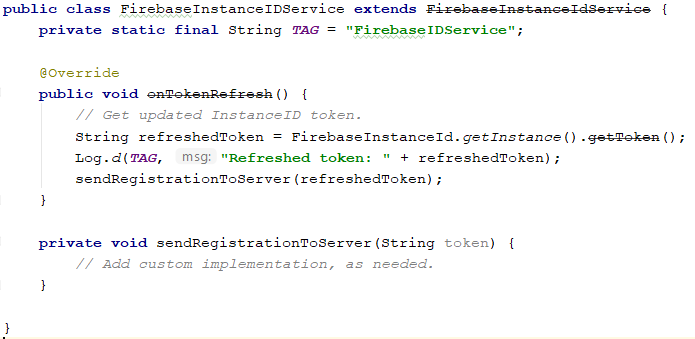 public class FirebaseInstanceIDService extends FirebaseInstanceIdService {
    private static final String TAG = "FirebaseIDService";

    @Override
    public void onTokenRefresh() {
        // Get updated InstanceID token.
        String refreshedToken = FirebaseInstanceId.getInstance().getToken();
        Log.d(TAG, msg: "Refreshed token: " + refreshedToken);
        sendRegistrationToServer(refreshedToken);
    }

    private void sendRegistrationToServer(String token) {
        // Add custom implementation, as needed.
    }

}